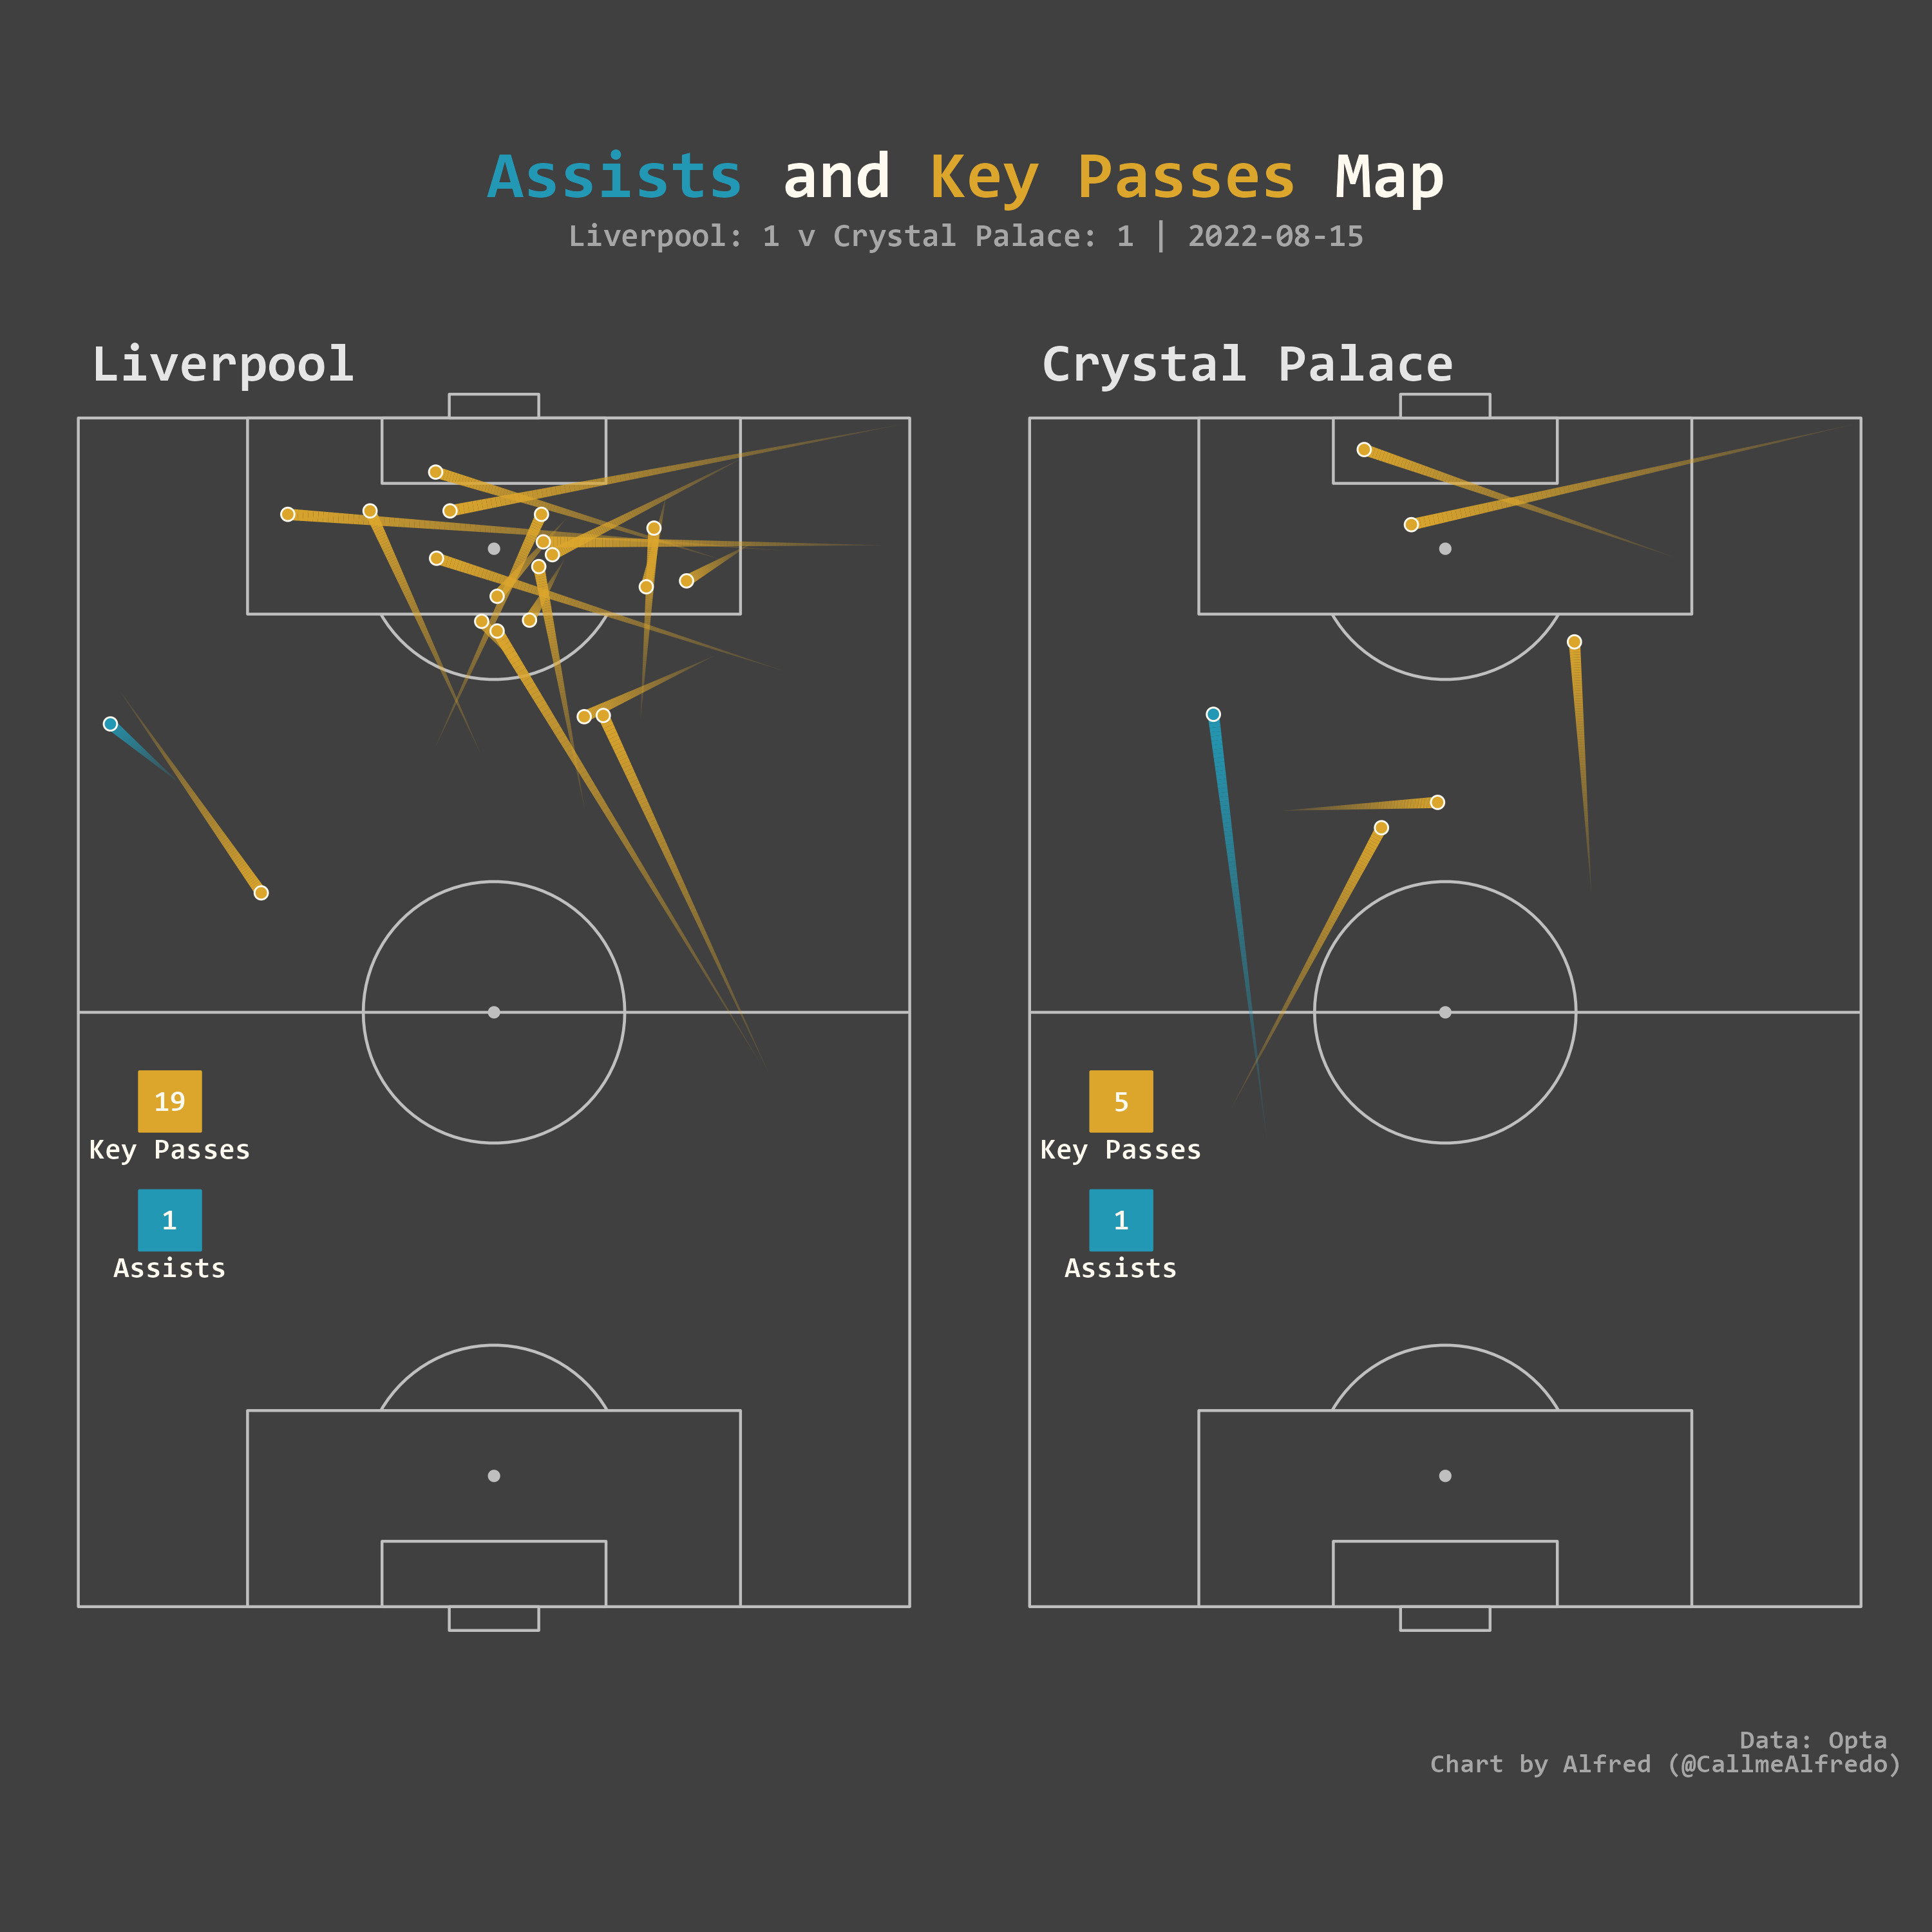 Assists and Key Passes Map
Liverpool: 1 v Crystal Palace: 1 | 2022-08-15
Liverpool
19
Key Passes
1
Assists
Crystal Palace
5
Key Passes
1
Assists
Data: Opta
Chart by Alfred (@CallmeAlfredo)